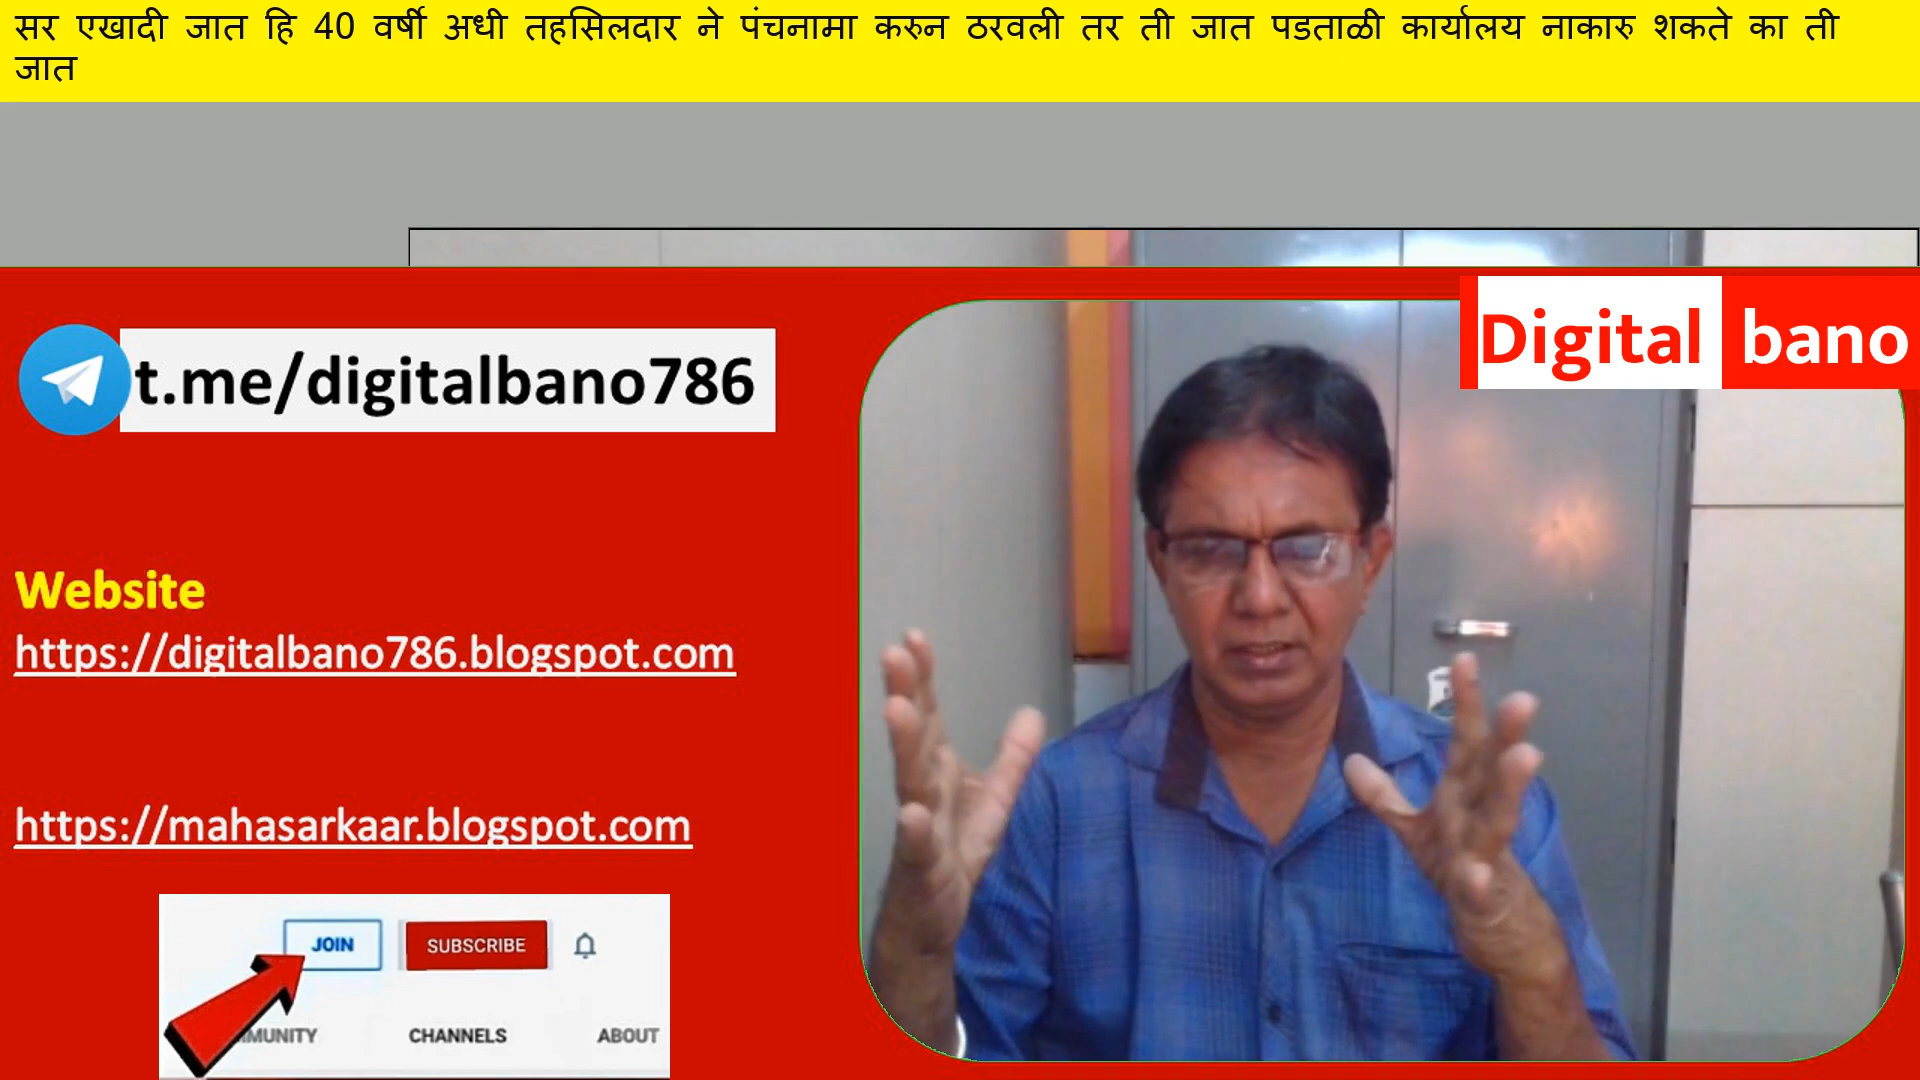 सर एखादी जात हि 40 वर्षी अधी तहसिलदार ने पंचनामा करुन ठरवली तर ती जात पडताळी कार्यालय नाकारु शकते का ती
जात
Digital bano
t.me/digitalbano786
Website
https://digitalbano786.blogspot.com
https://mahasarkaar.blogspot.com
JOIN SUBSCRIBE
MUNITY CHANNELS ABOUT